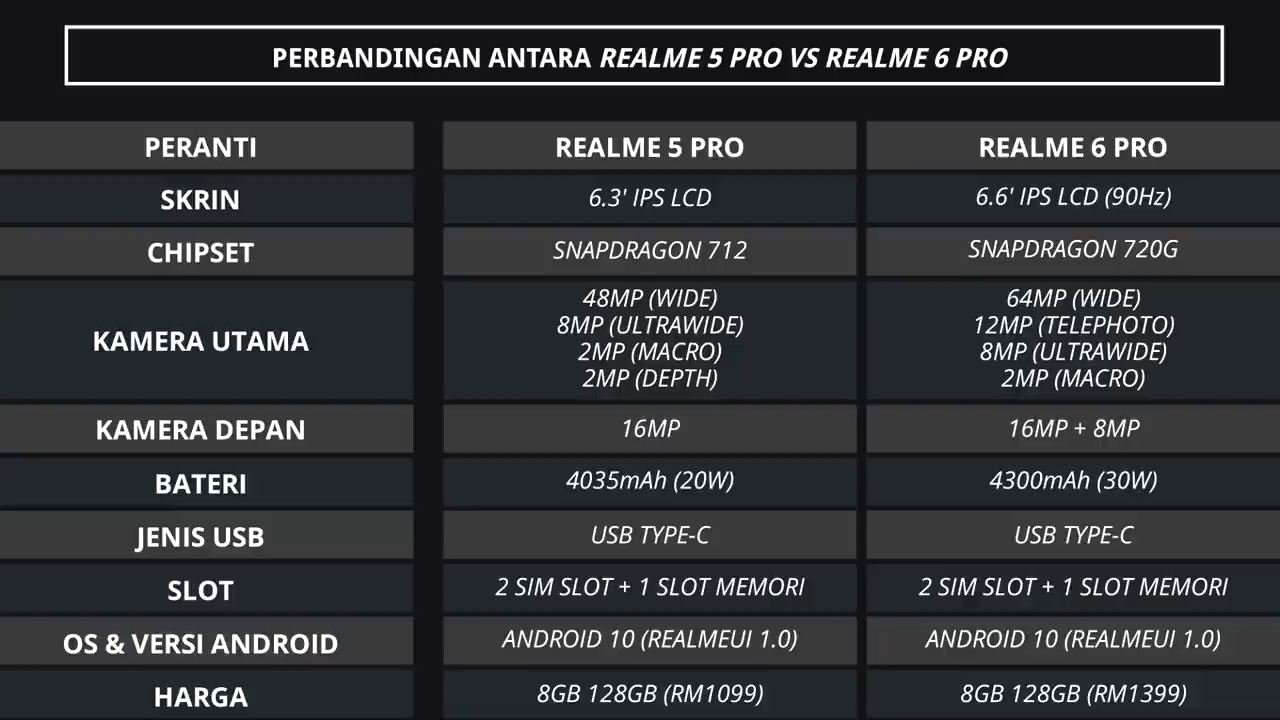 PERBANDINGAN ANTARA REALME 5 PRO VS REALME 6 PRO
PERANTI REALME 5 PRO REALME 6 PRO
SKRIN 6.3' IPS LCD 6.6' IPS LCD (90Hz)
CHIPSET SNAPDRAGON 712 SNAPDRAGON 720G
KAMERA UTAMA
48MP (WIDE)
8MP (ULTRAWIDE)
2MP (MACRO)
2MP (DEPTH)
64MP (WIDE)
12MP (TELEPHOTO)
8MP (ULTRAWIDE)
2MP (MACRO)
KAMERA DEPAN 16MP 16MP + 8MP
BATERI 4035mAh (20W) 4300mAh (30W)
JENIS USB USB TYPE-C USB TYPE-C
SLOT 2 SIM SLOT + 1 SLOT MEMORI 2 SIM SLOT + 1 SLOT MEMORI
OS & VERSI ANDROID ANDROID 10 (REALMEUI 1.0) ANDROID 10 (REALMEUI 1.0)
HARGA 8GB 128GB (RM1099) 8GB 128GB (RM1399)